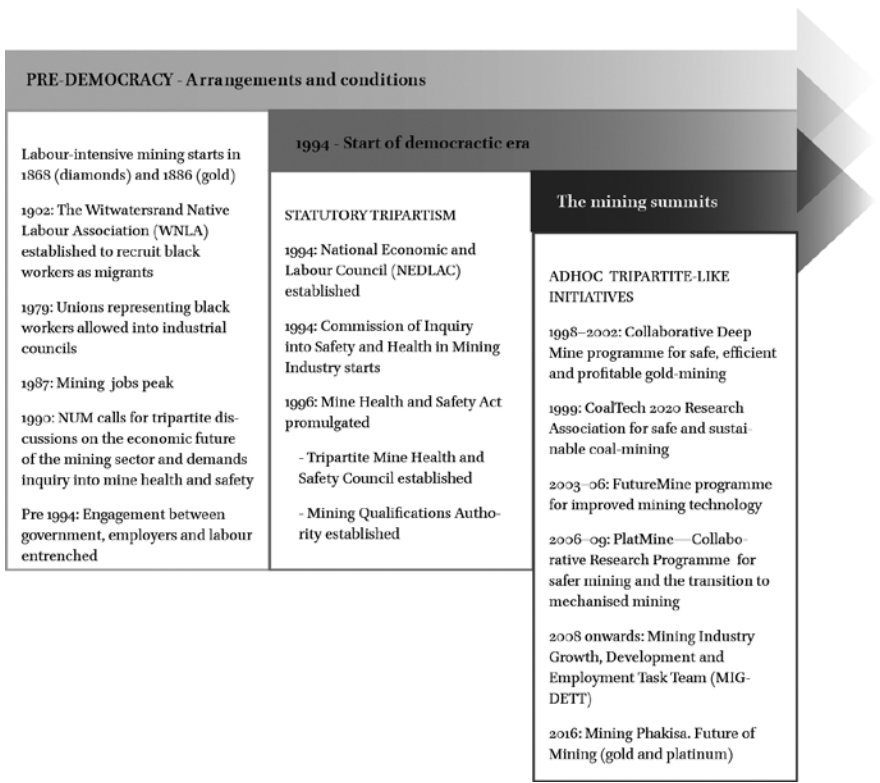 PRE-DEMOCRACY - Arrangements and conditions
Labour-intensive mining starts in
1868 (diamonds) and 1886 (gold)
1902: The Witwatersrand Native
Labour Association (WNLA)
established to recruit black
workers as migrants
1979: Unions representing black
workers allowed into industrial
councils
1987: Mining jobs peak
1990: NUM calls for tripartite dis-
cussions on the economic future
of the mining sector and demands
inquiry into mine health and safety
Pre 1994: Engagement between
government, employers and labour
entrenched
1994 - Start of democractic era
STATUTORY TRIPARTISM
1994: National Economic and
Labour Council (NEDLAC)
established
1994: Commission of Inquiry
into Safety and Health in Mining
Industry starts
1996: Mine Health and Safety Act
promulgated
- Tripartite Mine Health and
Safety Council established
- Mining Qualifications Autho-
rity established
The mining summits
ADHOC TRIPARTITE-LIKE
INITIATIVES
1998–2002: Collaborative Deep
Mine programme for safe, efficient
and profitable gold-mining
1999: CoalTech 2020 Research
Association for safe and sustai-
nable coal-mining
2003–06: FutureMine programme
for improved mining technology
2006–09: PlatMine—Collabo-
rative Research Programme for
safer mining and the transition to
mechanised mining
2008 onwards: Mining Industry
Growth, Development and
Employment Task Team (MIG-
DETT)
2016: Mining Phakisa. Future of
Mining (gold and platinum)